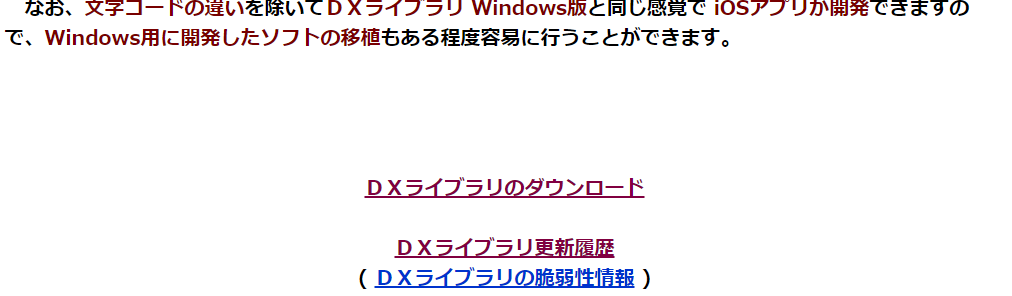 なお、文字コードの違いを除いてＤＸライブラリ Windows版と同じ感覚で iOSアプリが開発できますの
で、Windows用に開発したソフトの移植もある程度容易に行うことができます。
ＤＸライブラリのダウンロード
ＤＸライブラリ更新履歴
( ＤＸライブラリの脆弱性情報 )